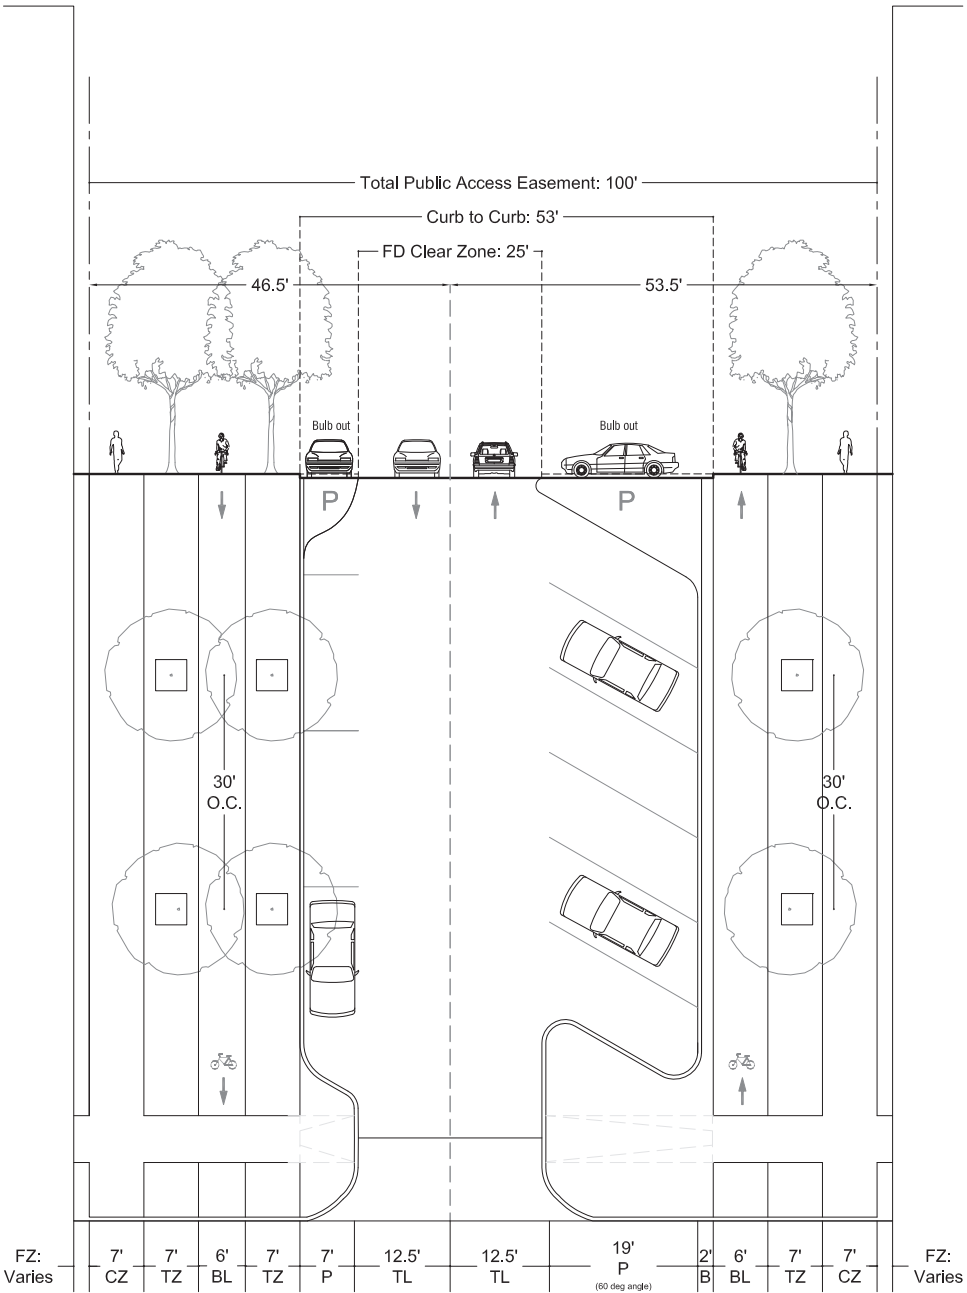 Total Public Access Easement: 100'
Curb to Curb: 53'
FD Clear Zone: 25'
46.5'
53.5'
Bulb out
Bulb out
P
P
30'
O.C.
30'
O.C.
FZ:
Varies
7'
CZ
7'
TZ
6'
BL
7'
TZ
7'
P
12.5'
TL
12.5'
TL
19'
P
(60 deg angle)
2'
B
6'
BL
7'
TZ
7'
CZ
FZ:
Varies